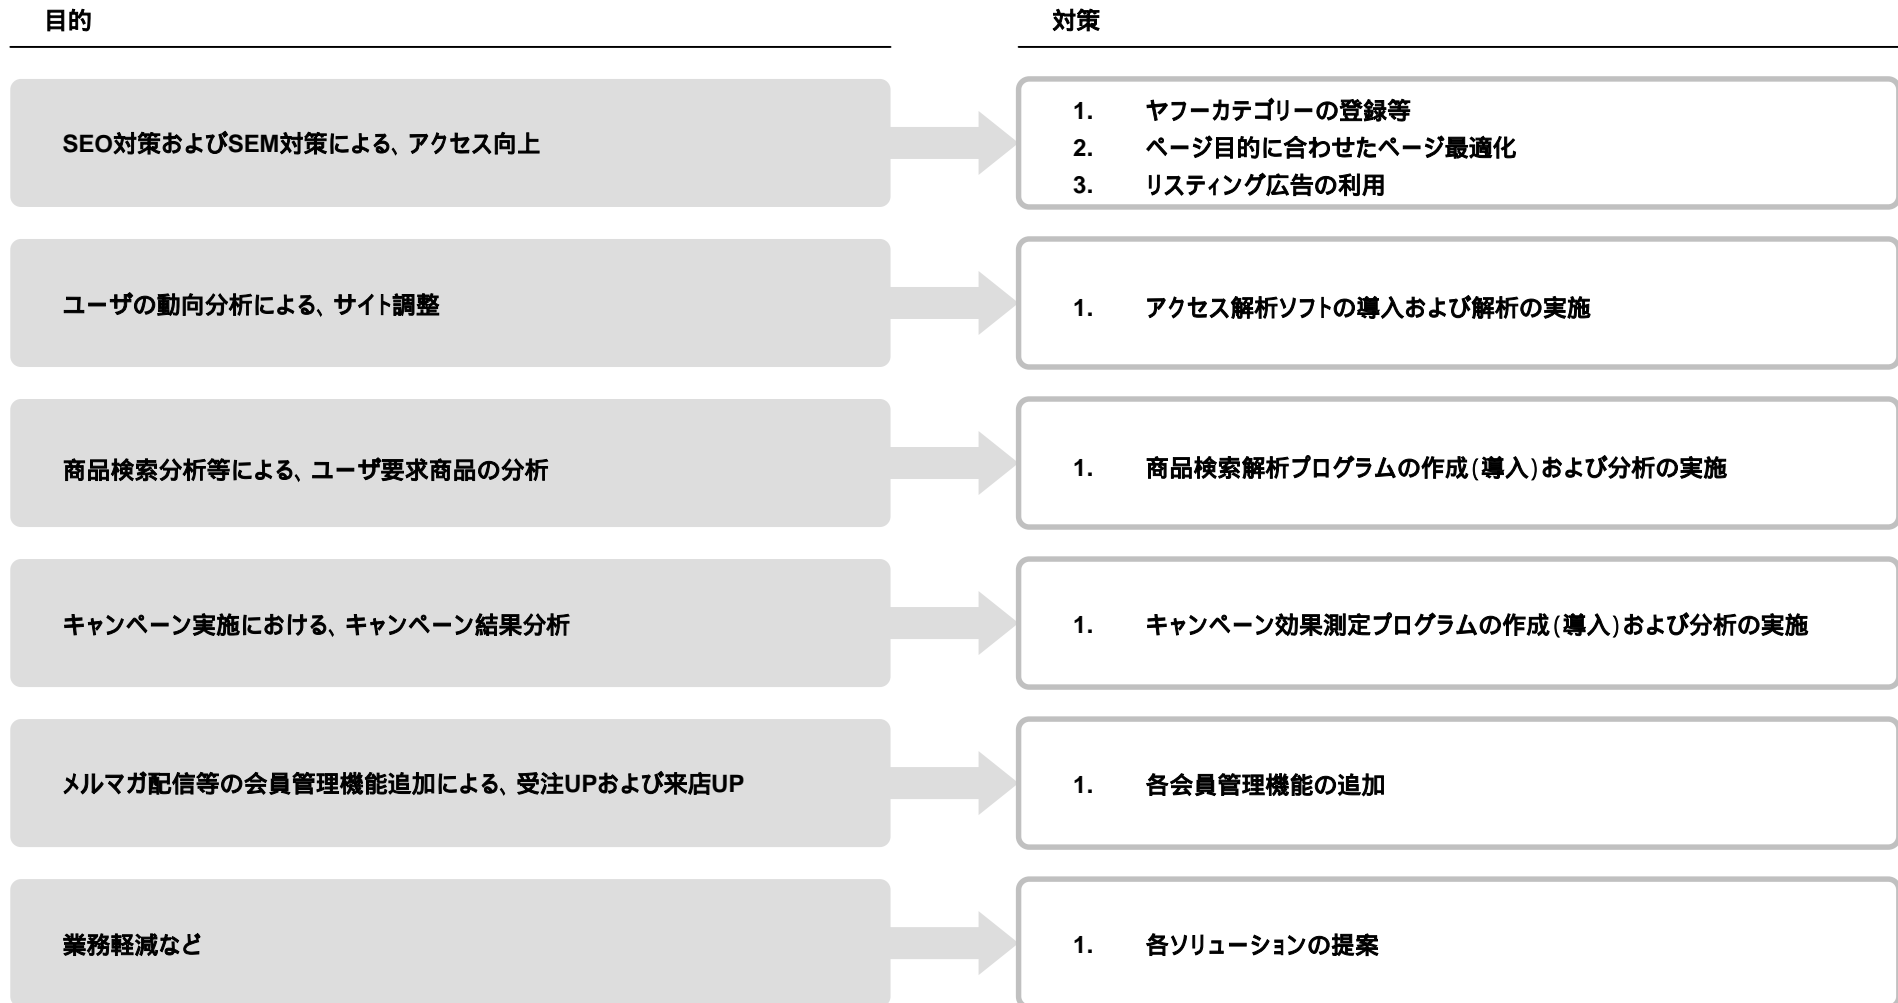 目的
対策
SEO対策およびSEM対策による、アクセス向上
1. ヤフーカテゴリーの登録等
2. ページ目的に合わせたページ最適化
3. リスティング広告の利用
ユーザの動向分析による、サイト調整
1. アクセス解析ソフトの導入および解析の実施
商品検索分析等による、ユーザ要求商品の分析
1. 商品検索解析プログラムの作成(導入)および分析の実施
キャンペーン実施における、キャンペーン結果分析
1. キャンペーン効果測定プログラムの作成(導入)および分析の実施
メルマガ配信等の会員管理機能追加による、受注UPおよび来店UP
1. 各会員管理機能の追加
業務軽減など
1. 各ソリューションの提案